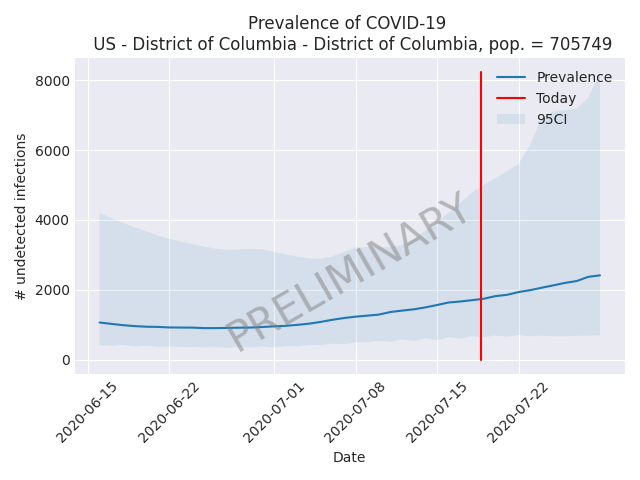 Prevalence of COVID-19
US - District of Columbia - District of Columbia, pop. = 705749
Prevalence
Today
95CI
8000
6000
4000
2000
0
# undetected infections
PRELIMINARY
2020-06-15
2020-06-22
2020-07-01
2020-07-08
2020-07-15
2020-07-22
Date